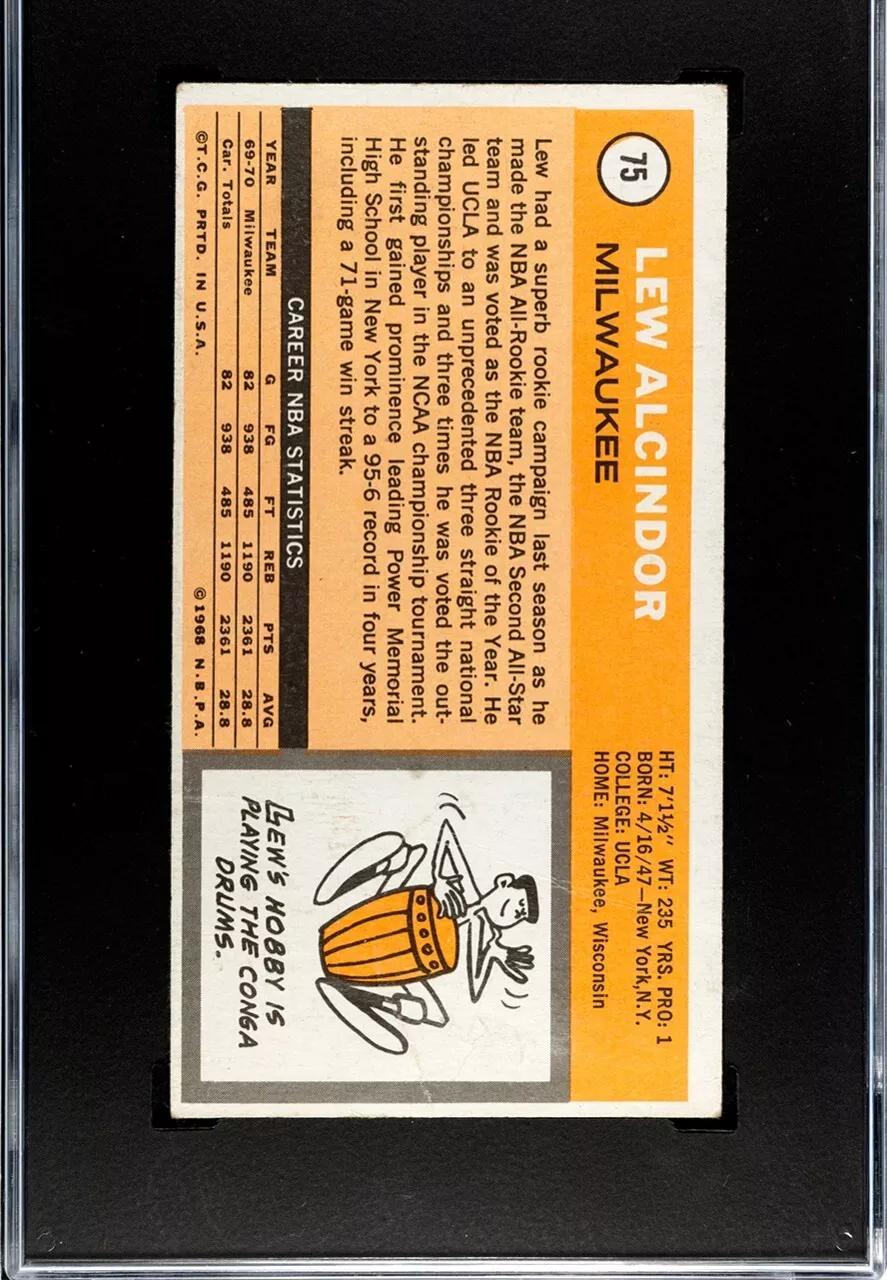 75
LEW ALCINDOR
MILWAUKEE
HT: 7'1½" WT: 235 YRS. PRO: 1
BORN: 4/16/47—New York, N.Y.
COLLEGE: UCLA
HOME: Milwaukee, Wisconsin
Lew had a superb rookie campaign last season as he
made the NBA All-Rookie team, the NBA Second All-Star
team and was voted as the NBA Rookie of the Year. He
led UCLA to an unprecedented three straight national
championships and three times he was voted the out-
standing player in the NCAA championship tournament.
He first gained prominence leading Power Memorial
High School in New York to a 95-6 record in four years,
including a 71-game win streak.
CAREER NBA STATISTICS
YEAR TEAM G FG FT REB PTS AVG
69-70 Milwaukee 82 938 485 1190 2361 28.8
Car. Totals 82 938 485 1190 2361 28.8
©T.C.G. PRTD. IN U.S.A. ©1968 N.B.P.A.
LEW'S HOBBY IS
PLAYING THE CONGA
DRUMS.